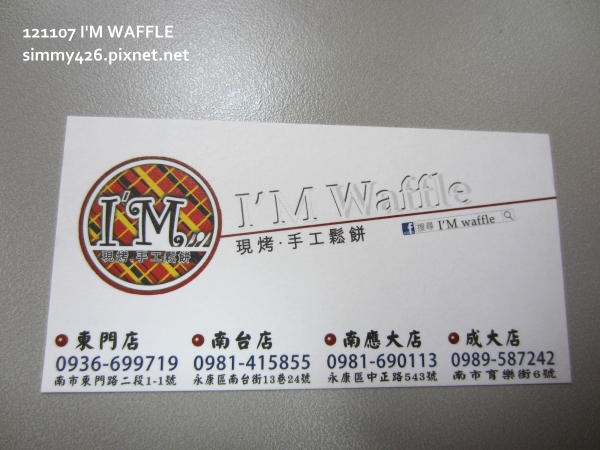 121107 I'M WAFFLE
simmy426.pixnet.net
I'M Waffle
I'M
現烤.手工鬆餅
現烤·手工鬆餅
f 搜尋 I'M waffle
東門店
0936-699719
南市東門路二段1-1號
南台店
0981-415855
永康區南台街13巷24號
南應大店
0981-690113
永康區中正路543號
成大店
0989-587242
南市育樂街6號